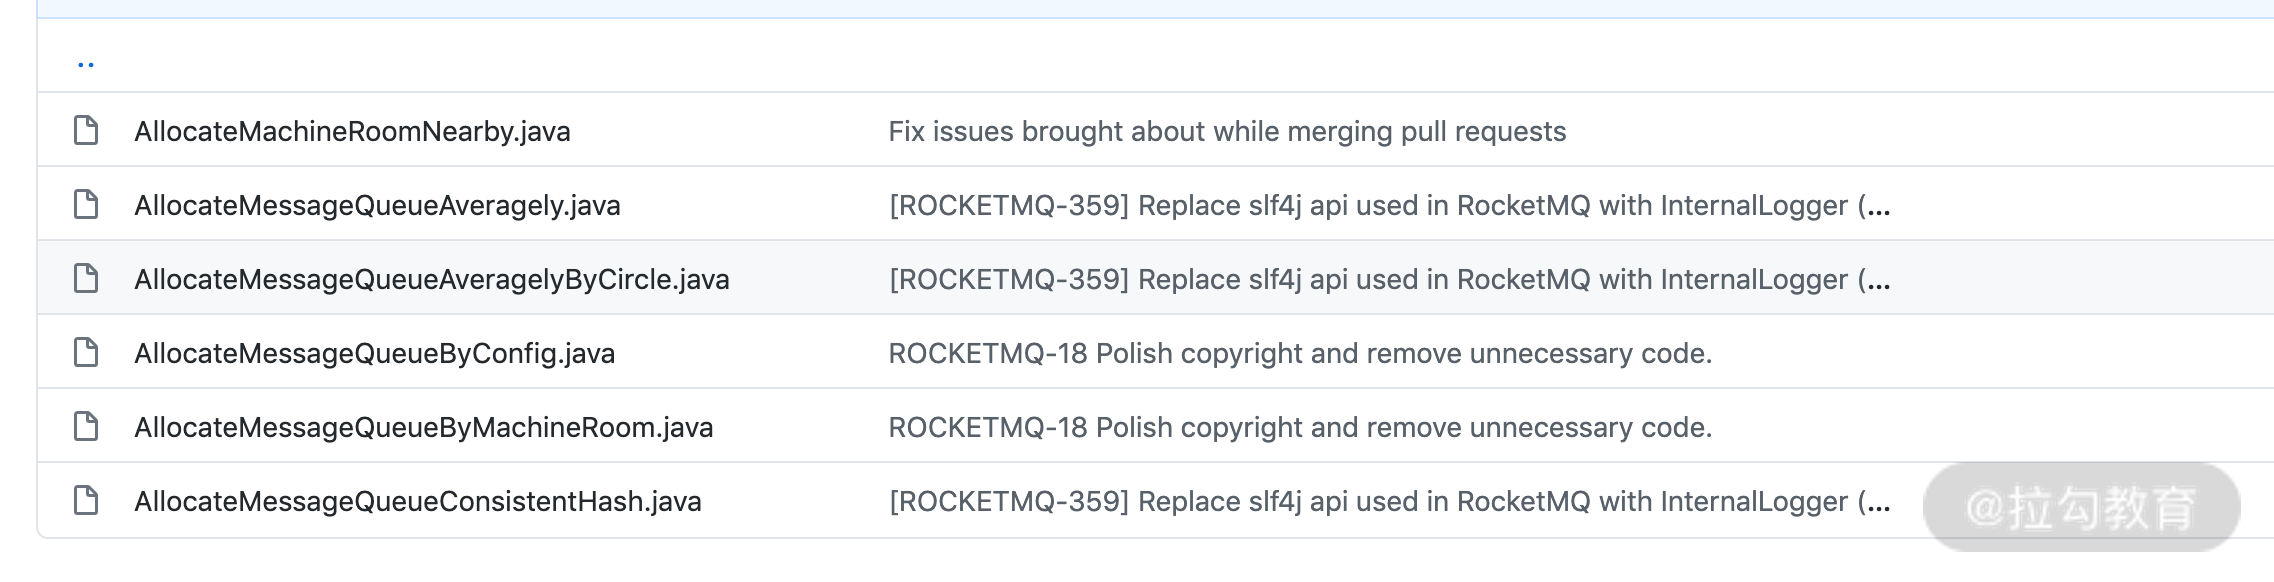 ..
AllocateMachineRoomNearby.java Fix issues brought about while merging pull requests
AllocateMessageQueueAveragely.java [ROCKETMQ-359] Replace slf4j api used in RocketMQ with InternalLogger (...
AllocateMessageQueueAveragelyByCircle.java [ROCKETMQ-359] Replace slf4j api used in RocketMQ with InternalLogger (...
AllocateMessageQueueByConfig.java ROCKETMQ-18 Polish copyright and remove unnecessary code.
AllocateMessageQueueByMachineRoom.java ROCKETMQ-18 Polish copyright and remove unnecessary code.
AllocateMessageQueueConsistentHash.java [ROCKETMQ-359] Replace slf4j api used in RocketMQ with InternalLogger (...
@拉勾教育